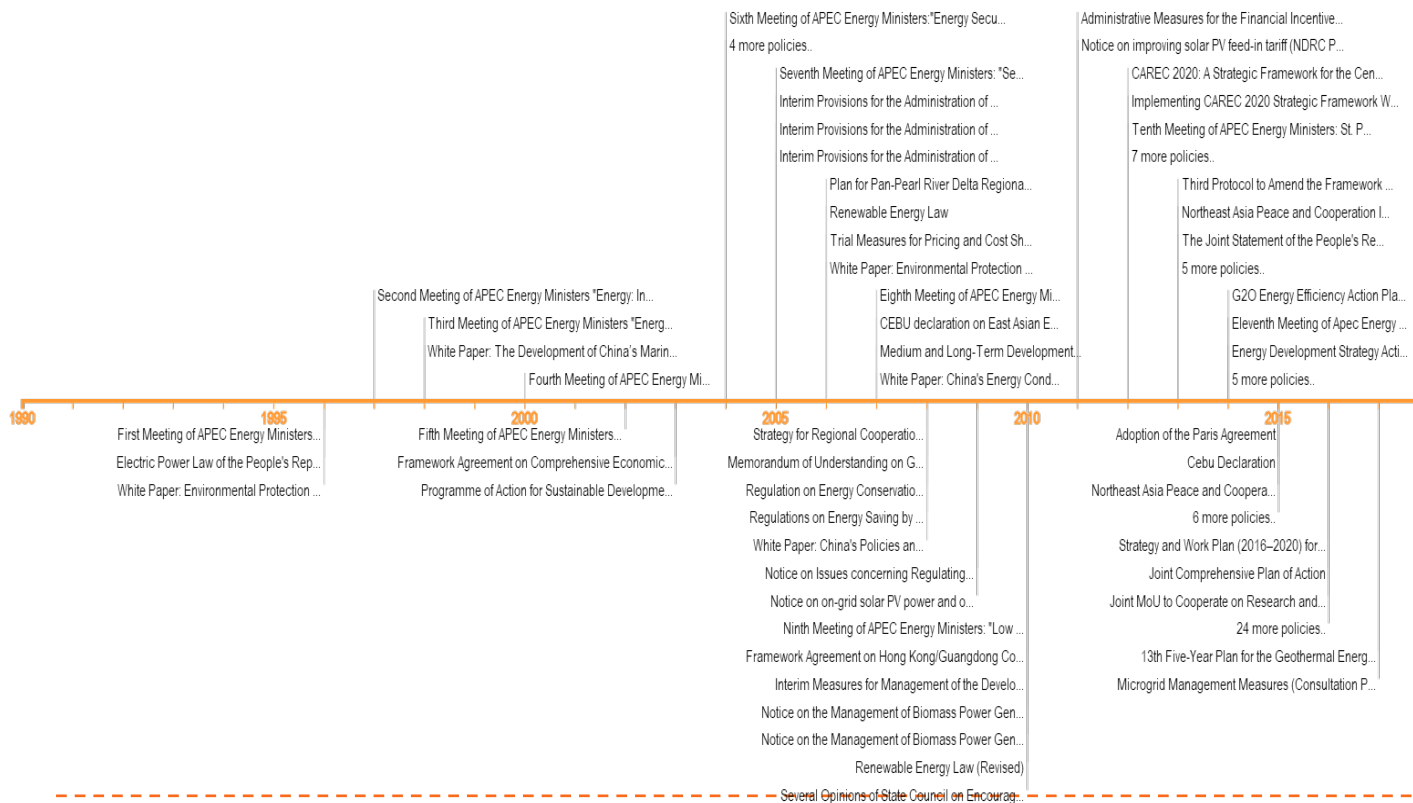 Sixth Meeting of APEC Energy Ministers:"Energy Secu...
4 more policies..
Seventh Meeting of APEC Energy Ministers: "Se...
Interim Provisions for the Administration of ...
Interim Provisions for the Administration of ...
Interim Provisions for the Administration of ...
Plan for Pan-Pearl River Delta Regiona...
Renewable Energy Law
Trial Measures for Pricing and Cost Sh...
White Paper: Environmental Protection ...
Second Meeting of APEC Energy Ministers "Energy: In...
Third Meeting of APEC Energy Ministers "Energ...
White Paper: The Development of China's Marin...
Fourth Meeting of APEC Energy Mi...
Eighth Meeting of APEC Energy Mi...
CEBU declaration on East Asian E...
Medium and Long-Term Development...
White Paper: China's Energy Cond...
Administrative Measures for the Financial Incentive...
Notice on improving solar PV feed-in tariff (NDRC P...
CAREC 2020: A Strategic Framework for the Cen...
Implementing CAREC 2020 Strategic Framework W...
Tenth Meeting of APEC Energy Ministers: St. P...
7 more policies..
Third Protocol to Amend the Framework ...
Northeast Asia Peace and Cooperation I...
The Joint Statement of the People's Re...
5 more policies..
G2O Energy Efficiency Action Pla...
Eleventh Meeting of Apec Energy ...
Energy Development Strategy Acti...
5 more policies..
1990
1995
2000
2005
2010
2015
First Meeting of APEC Energy Ministers...
Electric Power Law of the People's Rep...
White Paper: Environmental Protection ...
Fifth Meeting of APEC Energy Ministers...
Framework Agreement on Comprehensive Economic...
Programme of Action for Sustainable Developme...
Strategy for Regional Cooperatio...
Memorandum of Understanding on G...
Regulation on Energy Conservatio...
Regulations on Energy Saving by ...
White Paper: China's Policies an...
Notice on Issues concerning Regulating...
Notice on on-grid solar PV power and o...
Ninth Meeting of APEC Energy Ministers: "Low ...
Framework Agreement on Hong Kong/Guangdong Co...
Interim Measures for Management of the Develo...
Notice on the Management of Biomass Power Gen...
Notice on the Management of Biomass Power Gen...
Renewable Energy Law (Revised)
Several Opinions of State Council on Encourag...
Adoption of the Paris Agreement
Cebu Declaration
Northeast Asia Peace and Coopera...
6 more policies..
Strategy and Work Plan (2016–2020) for...
Joint Comprehensive Plan of Action
Joint MoU to Cooperate on Research and...
24 more policies..
13th Five-Year Plan for the Geothermal Energ...
Microgrid Management Measures (Consultation P...